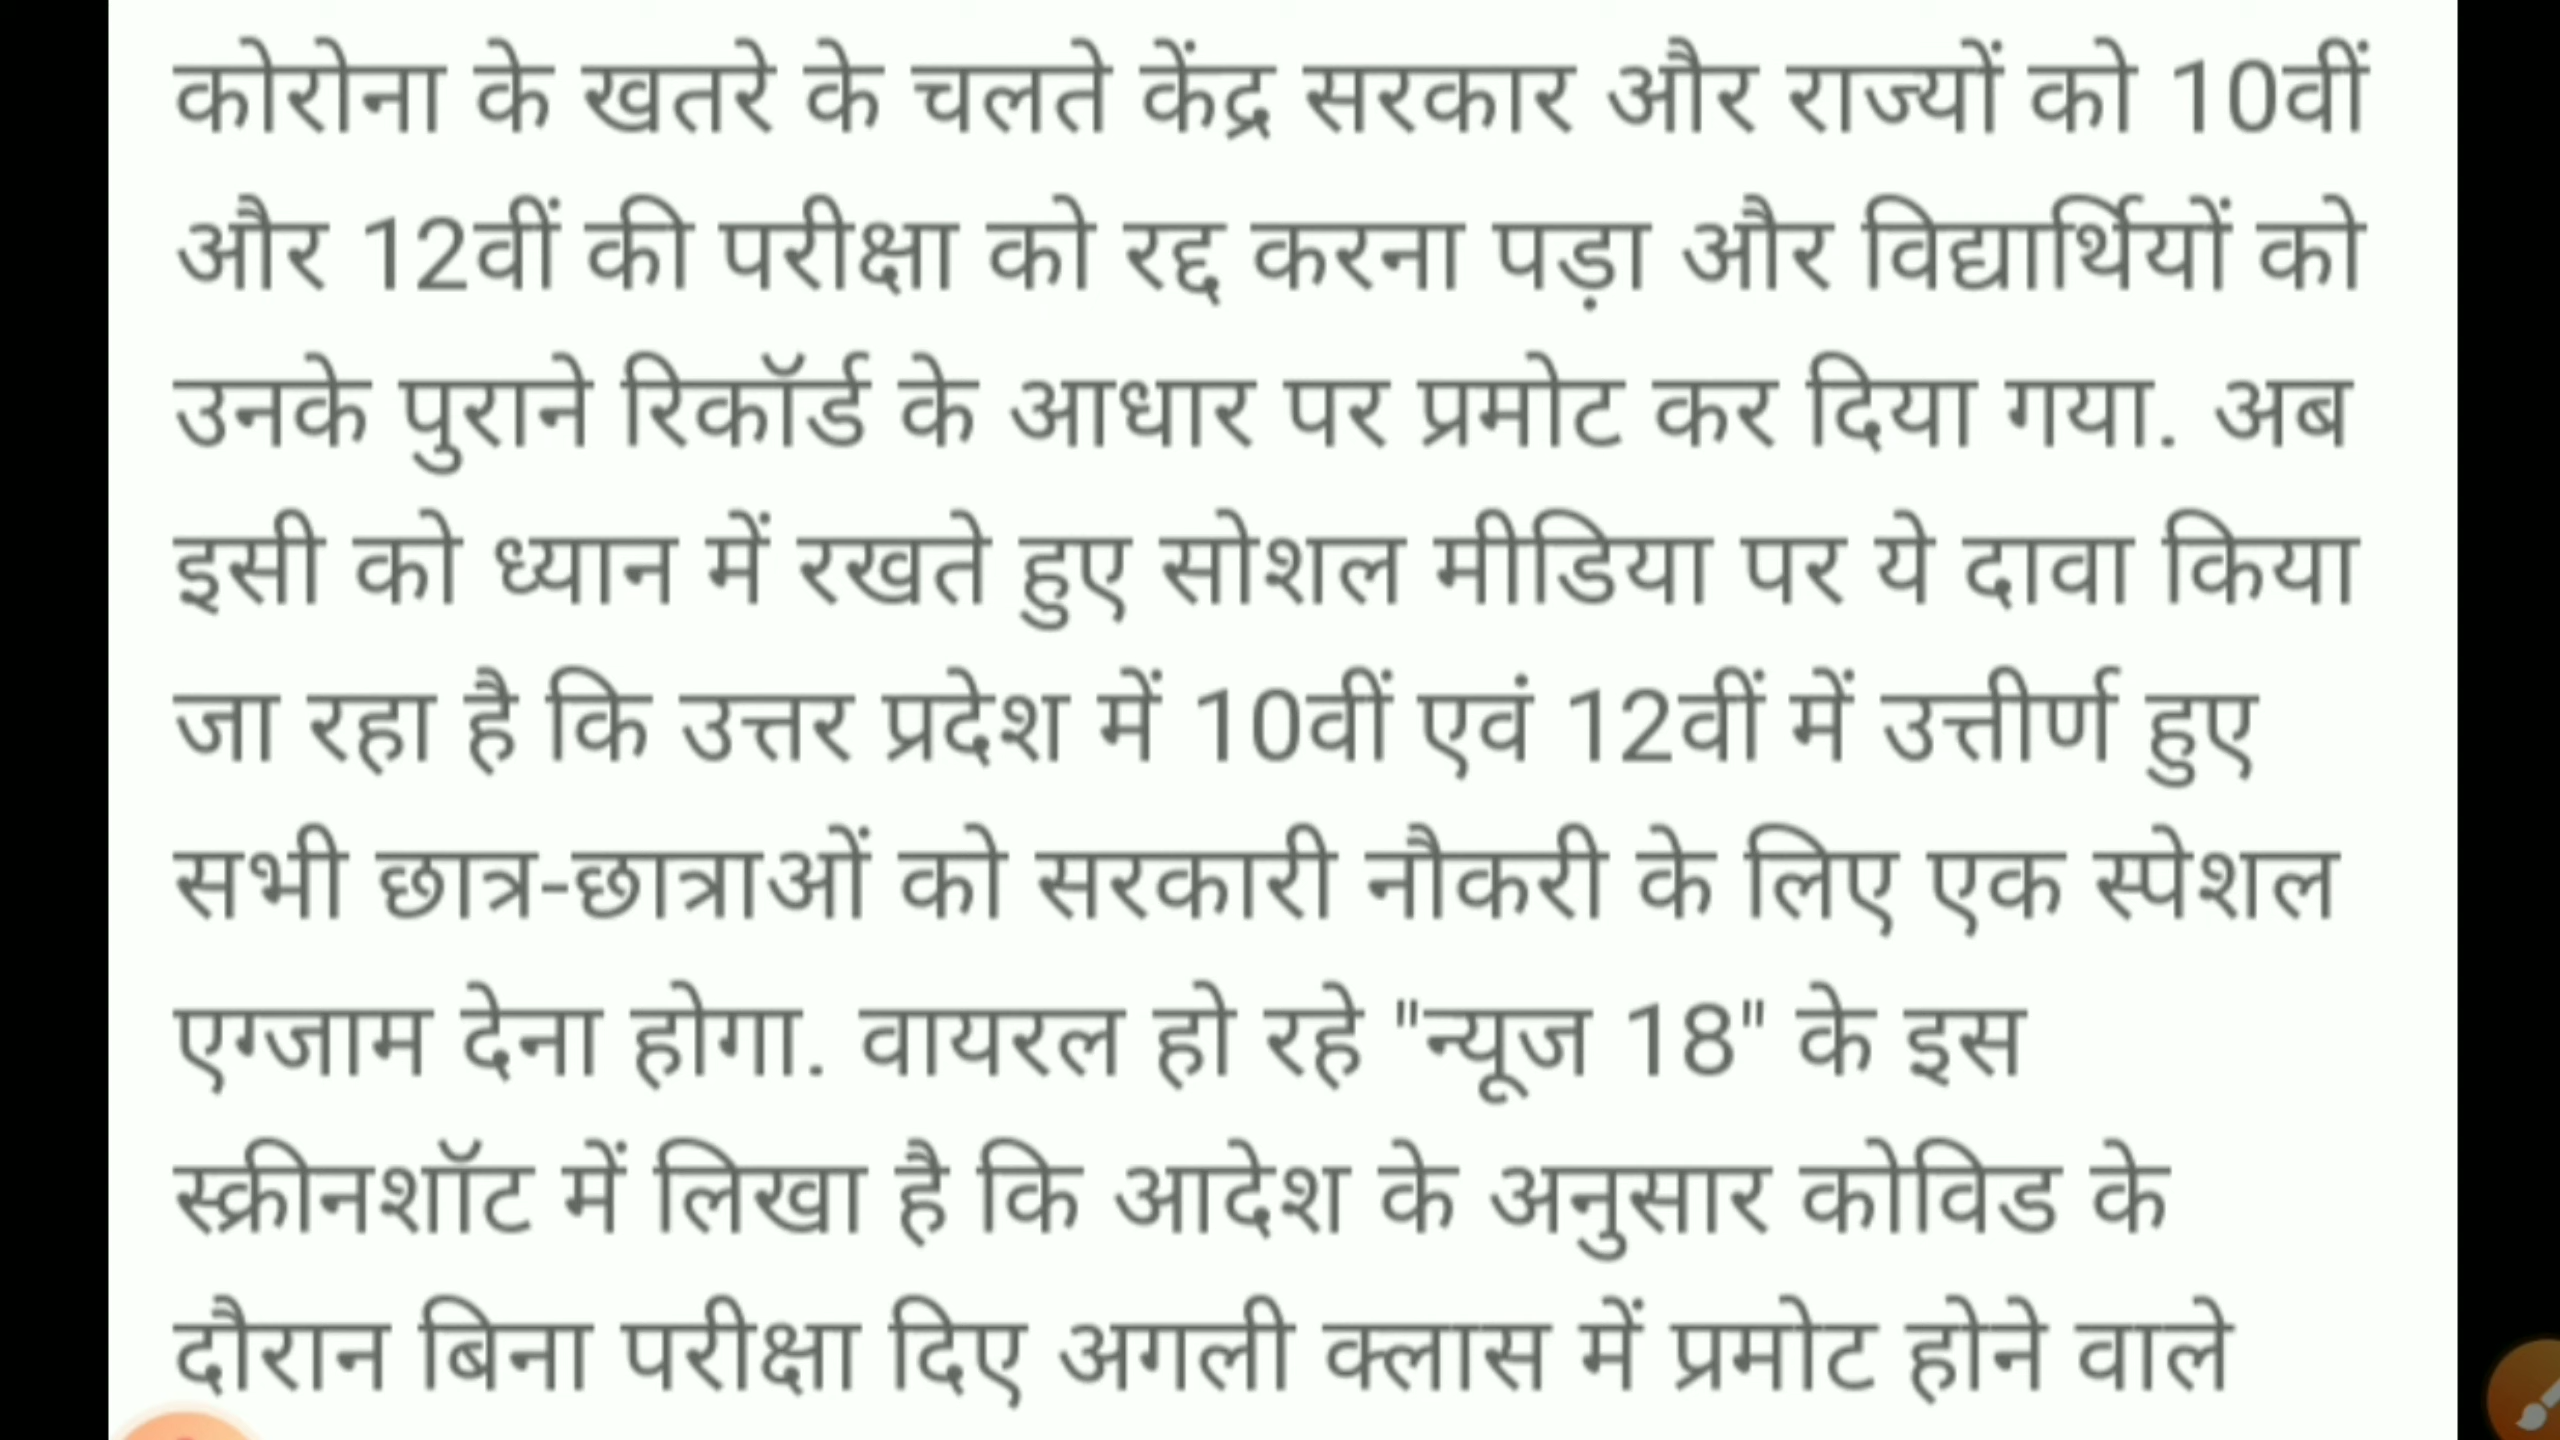 कोरोना के खतरे के चलते केंद्र सरकार और राज्यों को 10वीं
और 12वीं की परीक्षा को रद्द करना पड़ा और विद्यार्थियों को
उनके पुराने रिकॉर्ड के आधार पर प्रमोट कर दिया गया. अब
इसी को ध्यान में रखते हुए सोशल मीडिया पर ये दावा किया
जा रहा है कि उत्तर प्रदेश में 10वीं एवं 12वीं में उत्तीर्ण हुए
सभी छात्र-छात्राओं को सरकारी नौकरी के लिए एक स्पेशल
एग्जाम देना होगा. वायरल हो रहे "न्यूज 18" के इस
स्क्रीनशॉट में लिखा है कि आदेश के अनुसार कोविड के
दौरान बिना परीक्षा दिए अगली क्लास में प्रमोट होने वाले